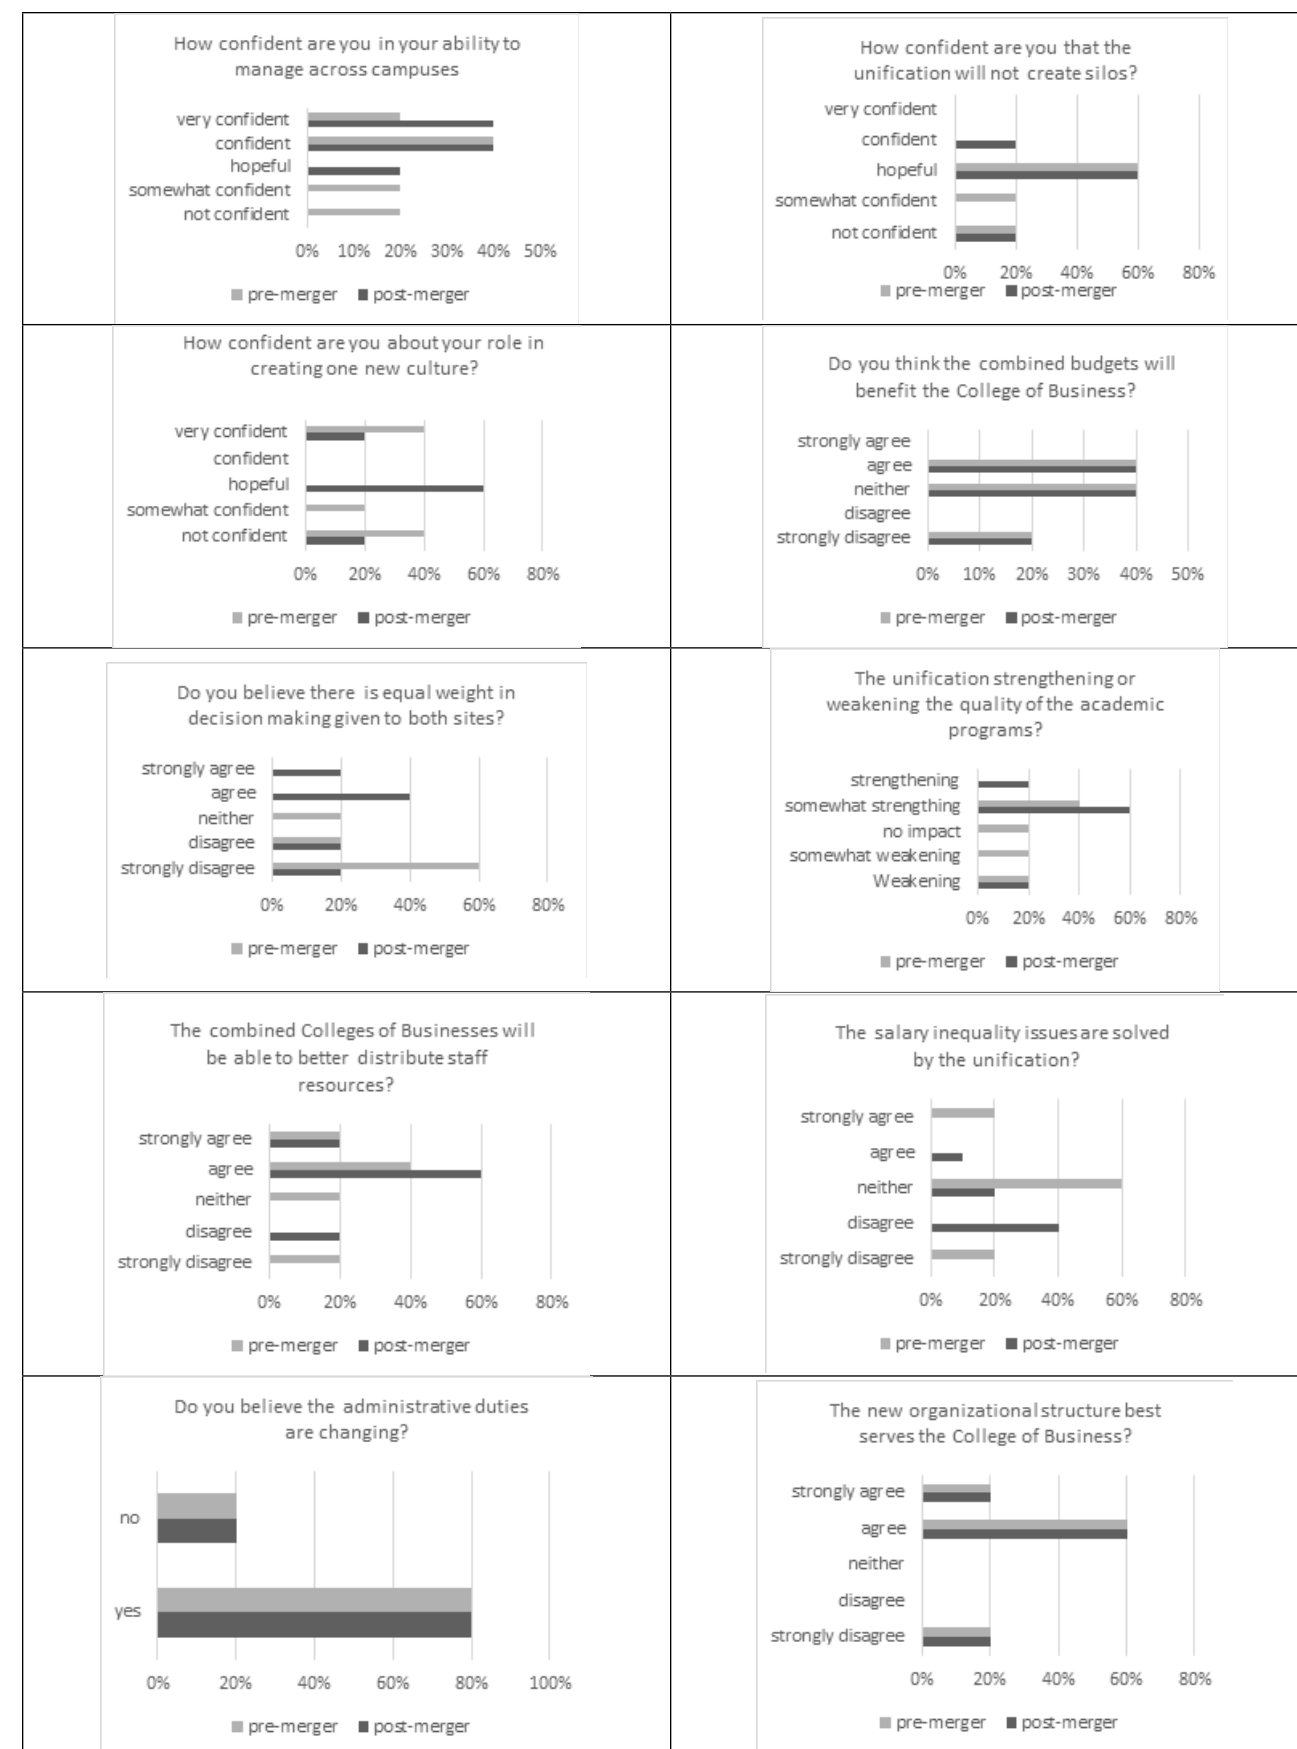 How confident are you in your ability to
manage across campuses
very confident
confident
hopeful
somewhat confident
not confident
0% 10% 20% 30% 40% 50%
pre-merger post-merger
How confident are you that the
unification will not create silos?
very confident
confident
hopeful
somewhat confident
not confident
0% 20% 40% 60% 80%
pre-merger post-merger
How confident are you about your role in
creating one new culture?
very confident
confident
hopeful
somewhat confident
not confident
0% 20% 40% 60% 80%
pre-merger post-merger
Do you think the combined budgets will
benefit the College of Business?
strongly agree
agree
neither
disagree
strongly disagree
0% 10% 20% 30% 40% 50%
pre-merger post-merger
Do you believe there is equal weight in
decision making given to both sites?
strongly agree
agree
neither
disagree
strongly disagree
0% 20% 40% 60% 80%
pre-merger post-merger
The unification strengthening or
weakening the quality of the academic
programs?
strengthening
somewhat strengthing
no impact
somewhat weakening
Weakening
0% 20% 40% 60% 80%
pre-merger post-merger
The combined Colleges of Businesses will
be able to better distribute staff
resources?
strongly agree
agree
neither
disagree
strongly disagree
0% 20% 40% 60% 80%
pre-merger post-merger
The salary inequality issues are solved
by the unification?
strongly agree
agree
neither
disagree
strongly disagree
0% 20% 40% 60% 80%
pre-merger post-merger
Do you believe the administrative duties
are changing?
no
yes
0% 20% 40% 60% 80% 100%
pre-merger post-merger
The new organizational structure best
serves the College of Business?
strongly agree
agree
neither
disagree
strongly disagree
0% 20% 40% 60% 80%
pre-merger post-merger